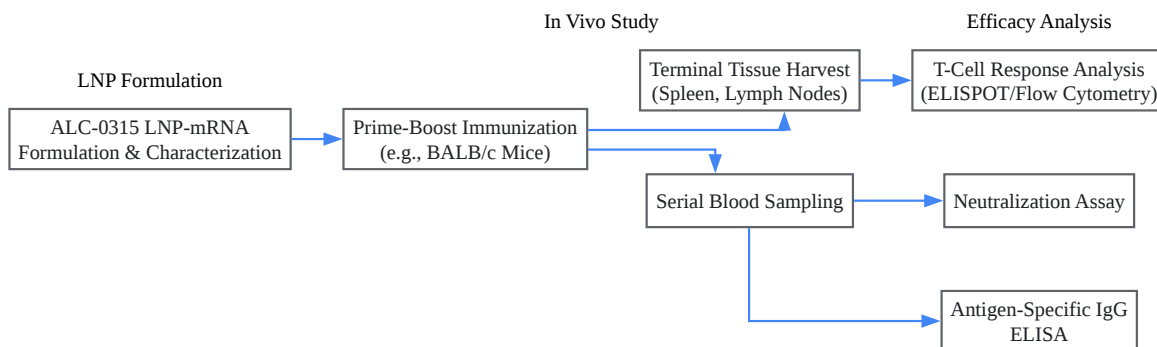 In Vivo Study
Efficacy Analysis
LNP Formulation
Terminal Tissue Harvest
(Spleen, Lymph Nodes)
T-Cell Response Analysis
(ELISPOT/Flow Cytometry)
ALC-0315 LNP-mRNA
Formulation & Characterization
Prime-Boost Immunization
(e.g., BALB/c Mice)
Serial Blood Sampling
Neutralization Assay
Antigen-Specific IgG
ELISA